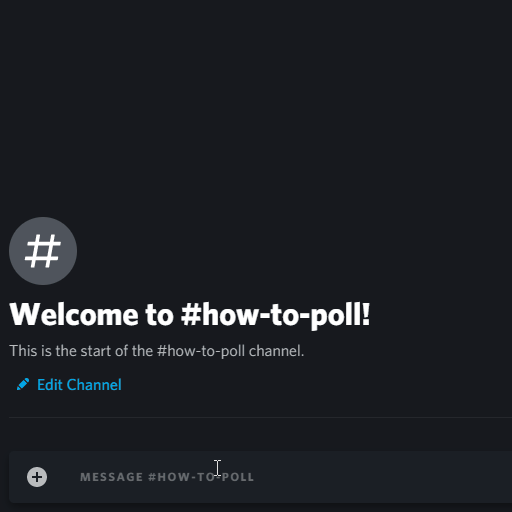 #
Welcome to #how-to-poll!
This is the start of the #how-to-poll channel.
Edit Channel
MESSAGE #HOW-TO-POLL